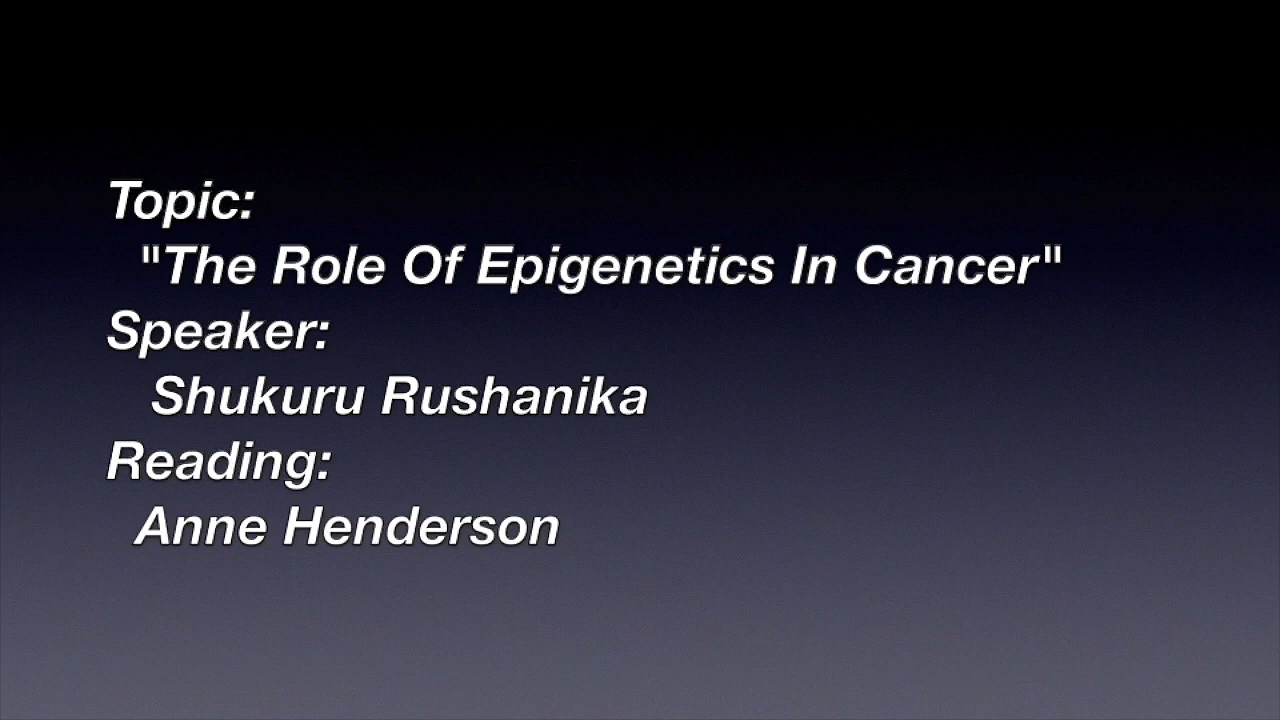 Topic:
"The Role Of Epigenetics In Cancer"
Speaker:
Shukuru Rushanika
Reading:
Anne Henderson